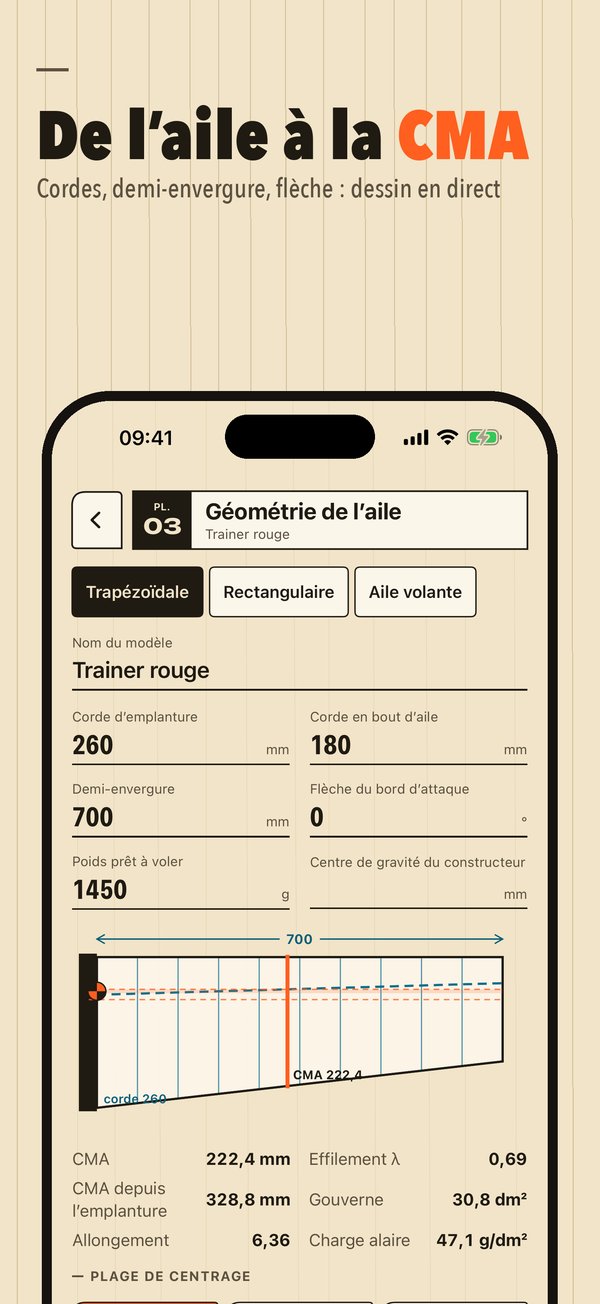 De l’aile à la CMA
Cordes, demi-envergure, flèche : dessin en direct
09:41
PL.
03
Géométrie de l’aile
Trainer rouge
Trapézoïdale
Rectangulaire
Aile volante
Nom du modèle
Trainer rouge
Corde d’emplanture
Corde en bout d’aile
260 mm
180 mm
Demi-envergure
Flèche du bord d’attaque
700 mm
0 °
Poids prêt à voler
Centre de gravité du constructeur
1450 g
mm
700
CMA 222,4
corde 260
CMA 222,4 mm
Effilement λ 0,69
CMA depuis
l’emplanture
328,8 mm
Gouverne 30,8 dm²
Allongement 6,36
Charge alaire 47,1 g/dm²
— PLAGE DE CENTRAGE